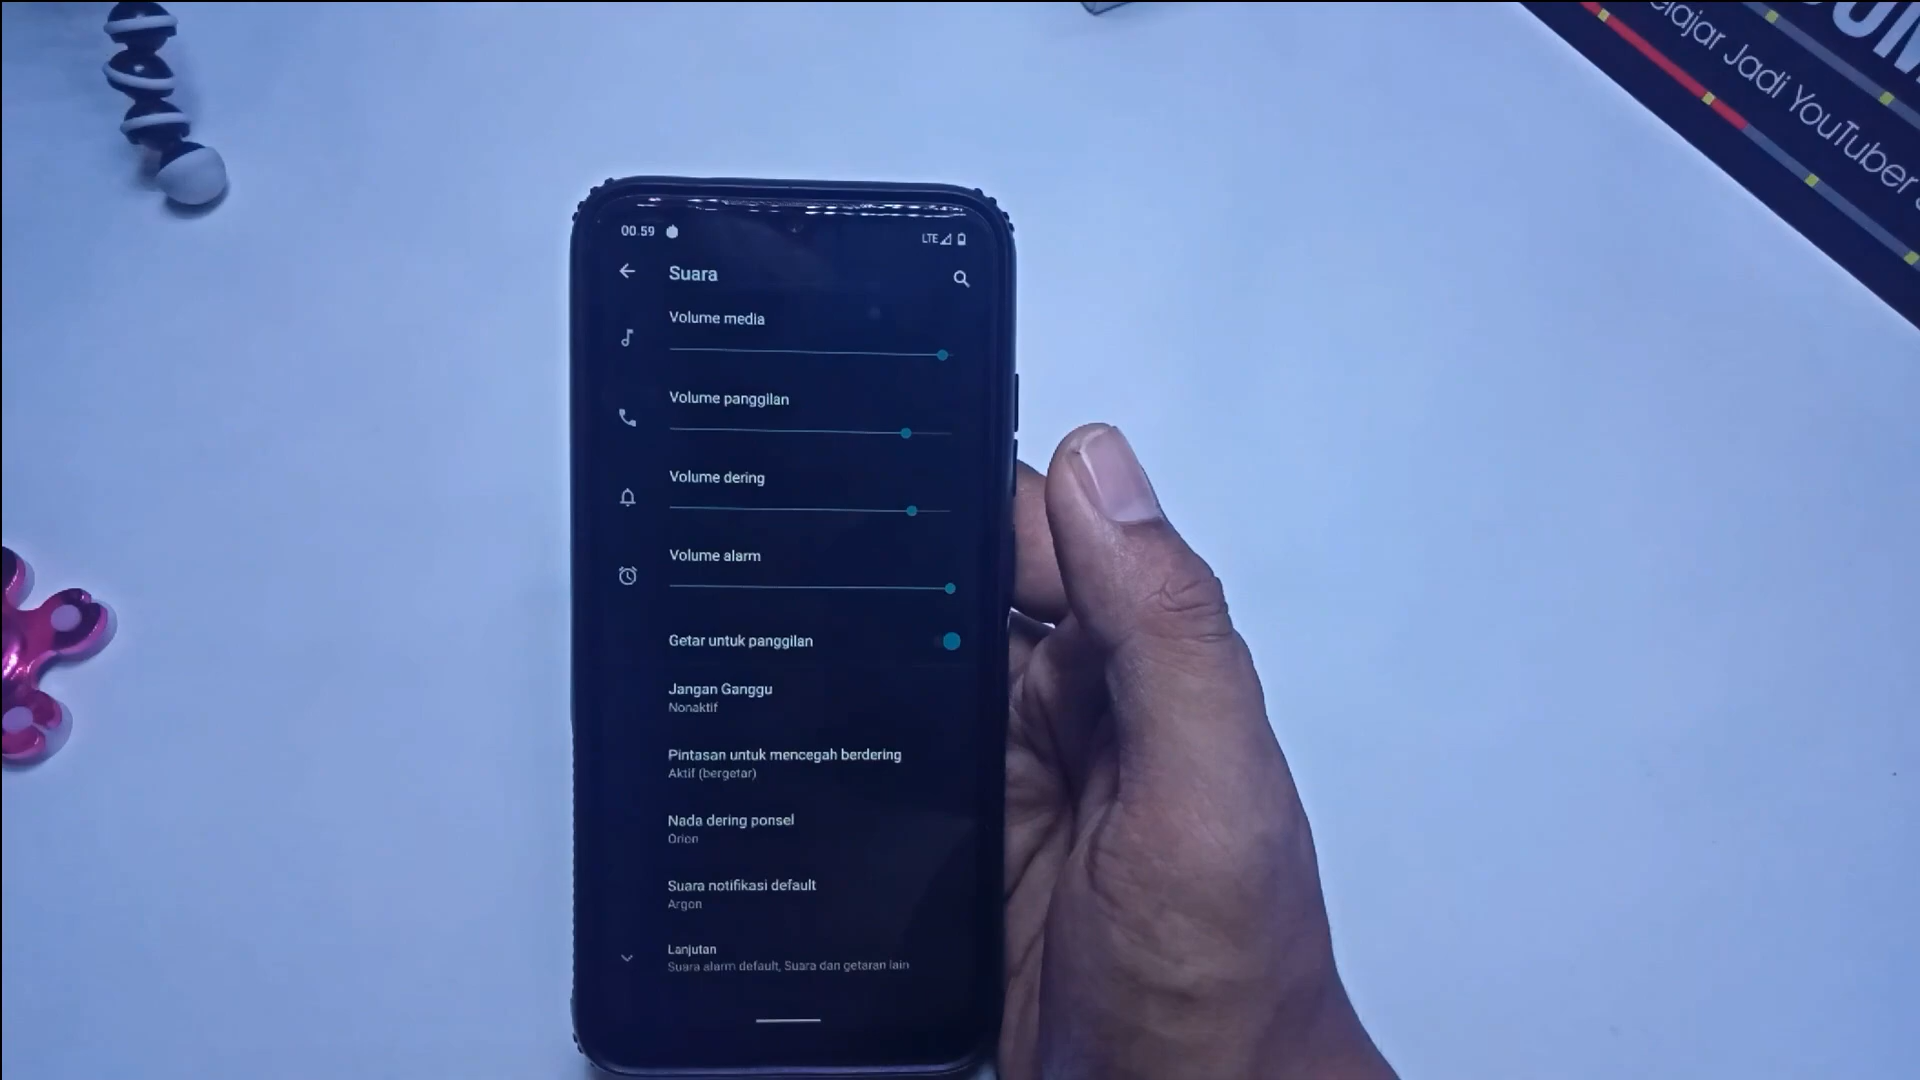 elajar Jadi YouTuber
00.59
LTE
Suara
Volume media
Volume panggilan
Volume dering
Volume alarm
Getar untuk panggilan
Jangan Ganggu
Nonaktif
Pintasan untuk mencegah berdering
Aktif (bergetar)
Nada dering ponsel
Orion
Suara notifikasi default
Argon
Lanjutan
Suara alarm default, Suara dan getaran lain